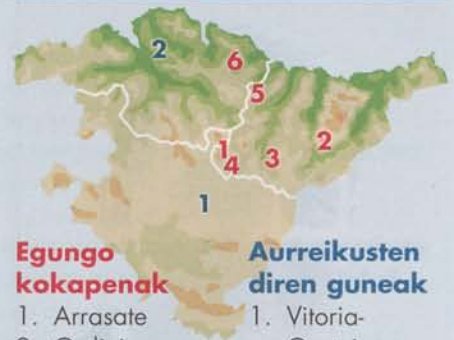 2
6
5
1
4
3
2
1
Egungo
kokapenak
1. Arrasate
Aurreikusten
diren guneak
1. Vitoria-